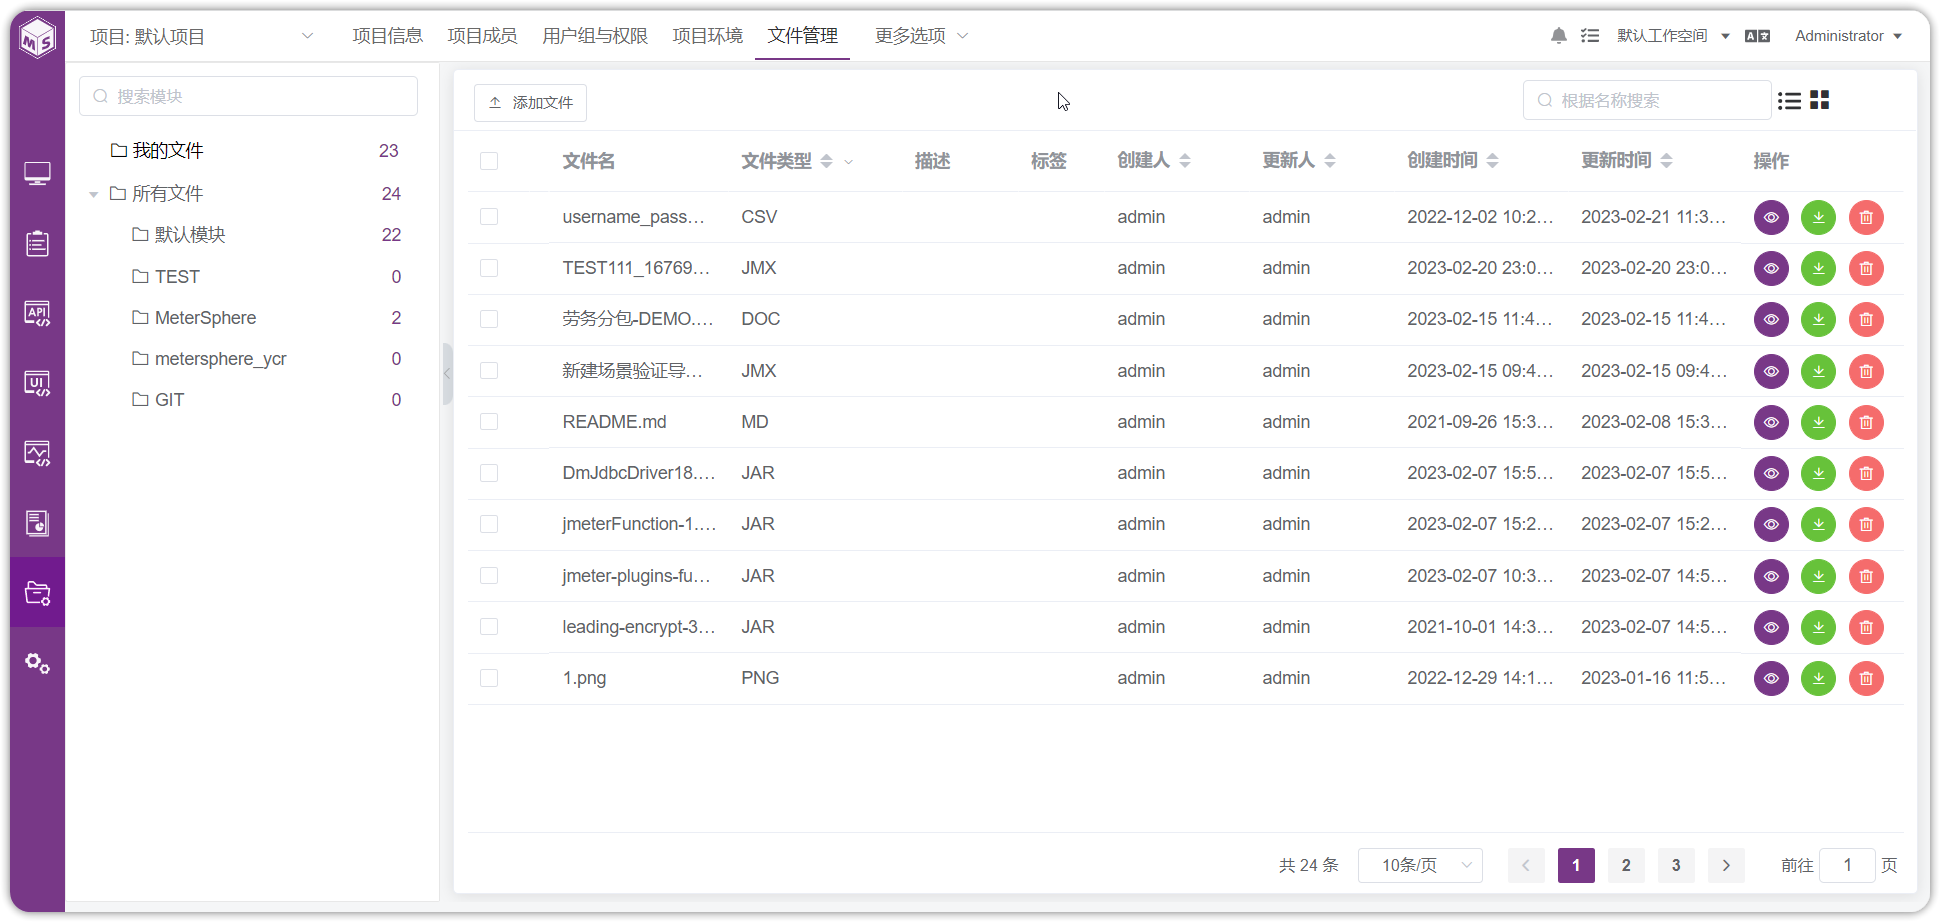 MS
项目: 默认项目 项目信息 项目成员 用户组与权限 项目环境 文件管理 更多选项 默认工作空间 Administrator
搜索模块
我的文件 23
所有文件 24
默认模块 22
TEST 0
MeterSphere 2
metersphere_ycr 0
GIT 0
API
UI
添加文件 根据名称搜索
文件名 文件类型 描述 标签 创建人 更新人 创建时间 更新时间 操作
username_pass... CSV admin admin 2022-12-02 10:2... 2023-02-21 11:3...
TEST111_16769... JMX admin admin 2023-02-20 23:0... 2023-02-20 23:0...
劳务分包-DEMO.... DOC admin admin 2023-02-15 11:4... 2023-02-15 11:4...
新建场景验证导... JMX admin admin 2023-02-15 09:4... 2023-02-15 09:4...
README.md MD admin admin 2021-09-26 15:3... 2023-02-08 15:3...
DmJdbcDriver18.... JAR admin admin 2023-02-07 15:5... 2023-02-07 15:5...
jmeterFunction-1.... JAR admin admin 2023-02-07 15:2... 2023-02-07 15:2...
jmeter-plugins-fu... JAR admin admin 2023-02-07 10:3... 2023-02-07 14:5...
leading-encrypt-3... JAR admin admin 2021-10-01 14:3... 2023-02-07 14:5...
1.png PNG admin admin 2022-12-29 14:1... 2023-01-16 11:5...
共 24 条 10条/页 1 2 3 前往 1 页